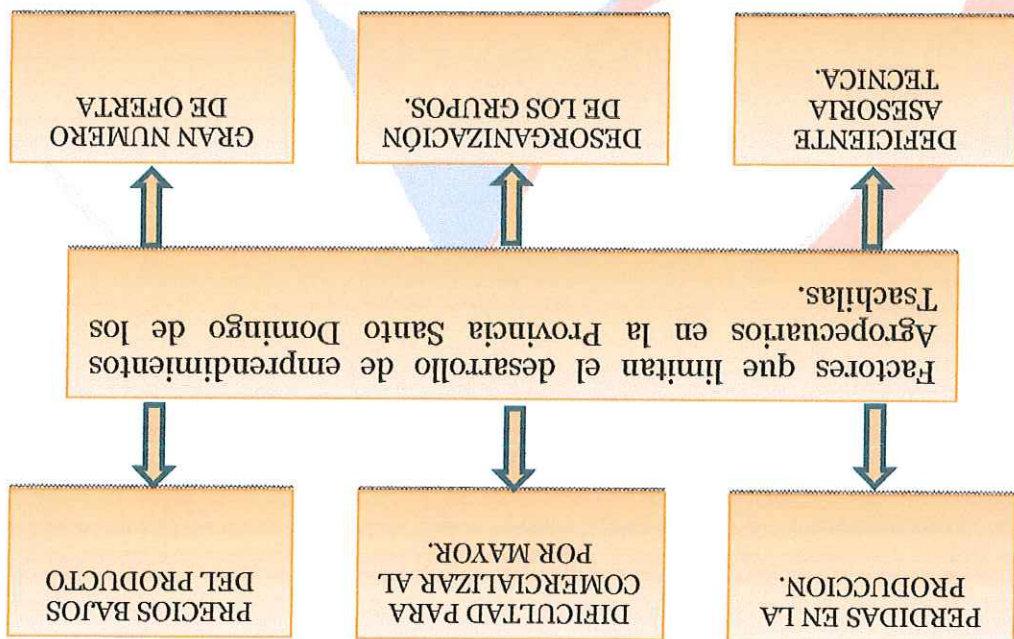 PERDIDAS EN LA
PRODUCCION.
DIFICULTAD PARA
COMERCIALIZAR AL
POR MAYOR.
PRECIOS BAJOS
DEL PRODUCTO
Factores que limitan el desarrollo de emprendimientos
Agropecuarios en la Provincia Santo Domingo de los
Tsachilas.
DEFICIENTE
ASESORIA
TECNICA.
DESORGANIZACIÓN
DE LOS GRUPOS.
GRAN NUMERO
DE OFERTA